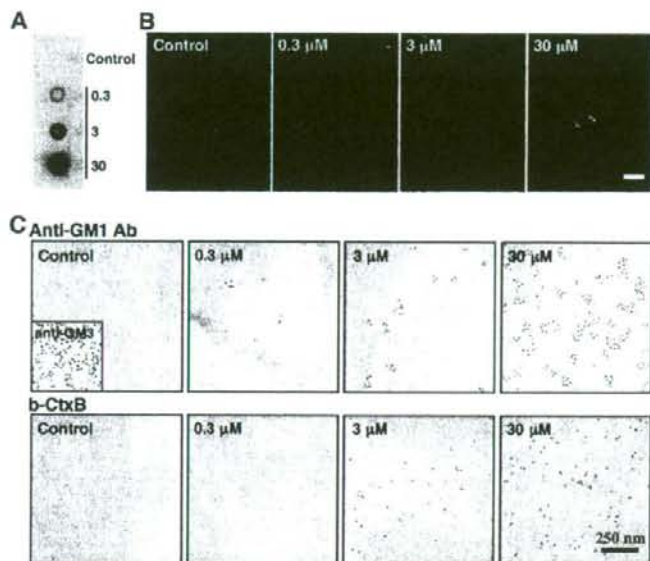 A
Control
0.3
3
30
B
Control 0.3 µM 3 µM 30 µM
C
Anti-GM1 Ab
Control 0.3 µM 3 µM 30 µM
anti-GM3
b-CtxB
Control 0.3 µM 3 µM 30 µM
250 nm